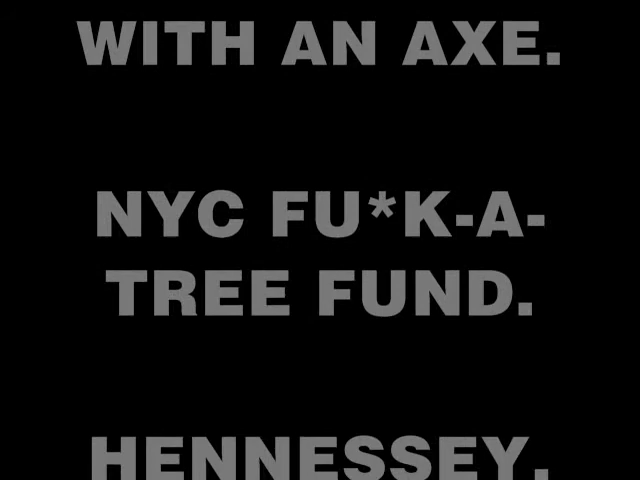 WITH AN AXE.
NYC FU*K-A-
TREE FUND.
HENNESSEY.